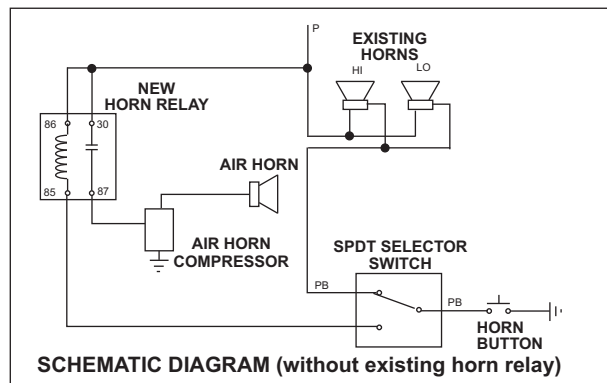 P
EXISTING
HORNS
HI
LO
NEW
HORN RELAY
86
30
85
87
AIR HORN
AIR HORN
COMPRESSOR
SPDT SELECTOR
SWITCH
PB
PB
HORN
BUTTON
SCHEMATIC DIAGRAM (without existing horn relay)